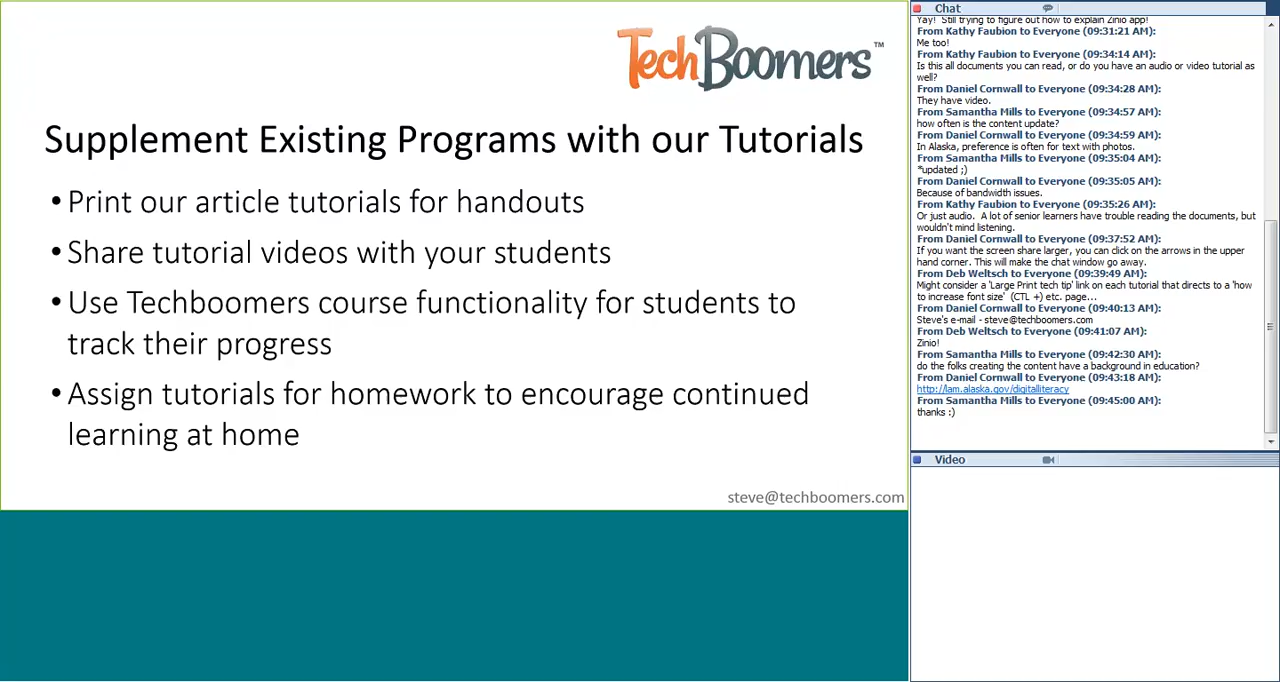 TechBoomers™
Supplement Existing Programs with our Tutorials
• Print our article tutorials for handouts
• Share tutorial videos with your students
• Use Techboomers course functionality for students to
track their progress
• Assign tutorials for homework to encourage continued
learning at home
steve@techboomers.com
Chat
Yay! Still trying to figure out how to explain Zinio app!
From Kathy Faubion to Everyone (09:31:21 AM):
Me too!
From Kathy Faubion to Everyone (09:34:14 AM):
Is this all documents you can read, or do you have an audio or video tutorial as
well?
From Daniel Cornwall to Everyone (09:34:28 AM):
They have video.
From Samantha Mills to Everyone (09:34:57 AM):
how often is the content update?
From Daniel Cornwall to Everyone (09:34:59 AM):
In Alaska, preference is often for text with photos.
From Samantha Mills to Everyone (09:35:04 AM):
*updated ;)
From Daniel Cornwall to Everyone (09:35:05 AM):
Because of bandwidth issues.
From Kathy Faubion to Everyone (09:35:26 AM):
Or just audio. A lot of senior learners have trouble reading the documents, but
wouldn't mind listening.
From Daniel Cornwall to Everyone (09:37:52 AM):
If you want the screen share larger, you can click on the arrows in the upper
hand corner. This will make the chat window go away.
From Deb Weltsch to Everyone (09:39:49 AM):
Might consider a 'Large Print tech tip' link on each tutorial that directs to a 'how
to increase font size' (CTL +) etc. page...
From Daniel Cornwall to Everyone (09:40:13 AM):
Steve's e-mail - steve@techboomers.com
From Deb Weltsch to Everyone (09:41:07 AM):
Zinio!
From Samantha Mills to Everyone (09:42:30 AM):
do the folks creating the content have a background in education?
From Daniel Cornwall to Everyone (09:43:18 AM):
http://lam.alaska.gov/digitalliteracy
From Samantha Mills to Everyone (09:45:00 AM):
thanks :)
Video